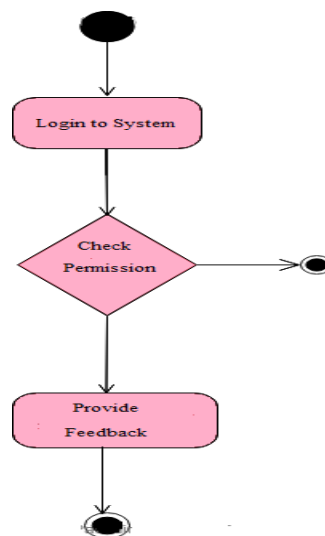 Login to System
Check
Permission
Provide
Feedback